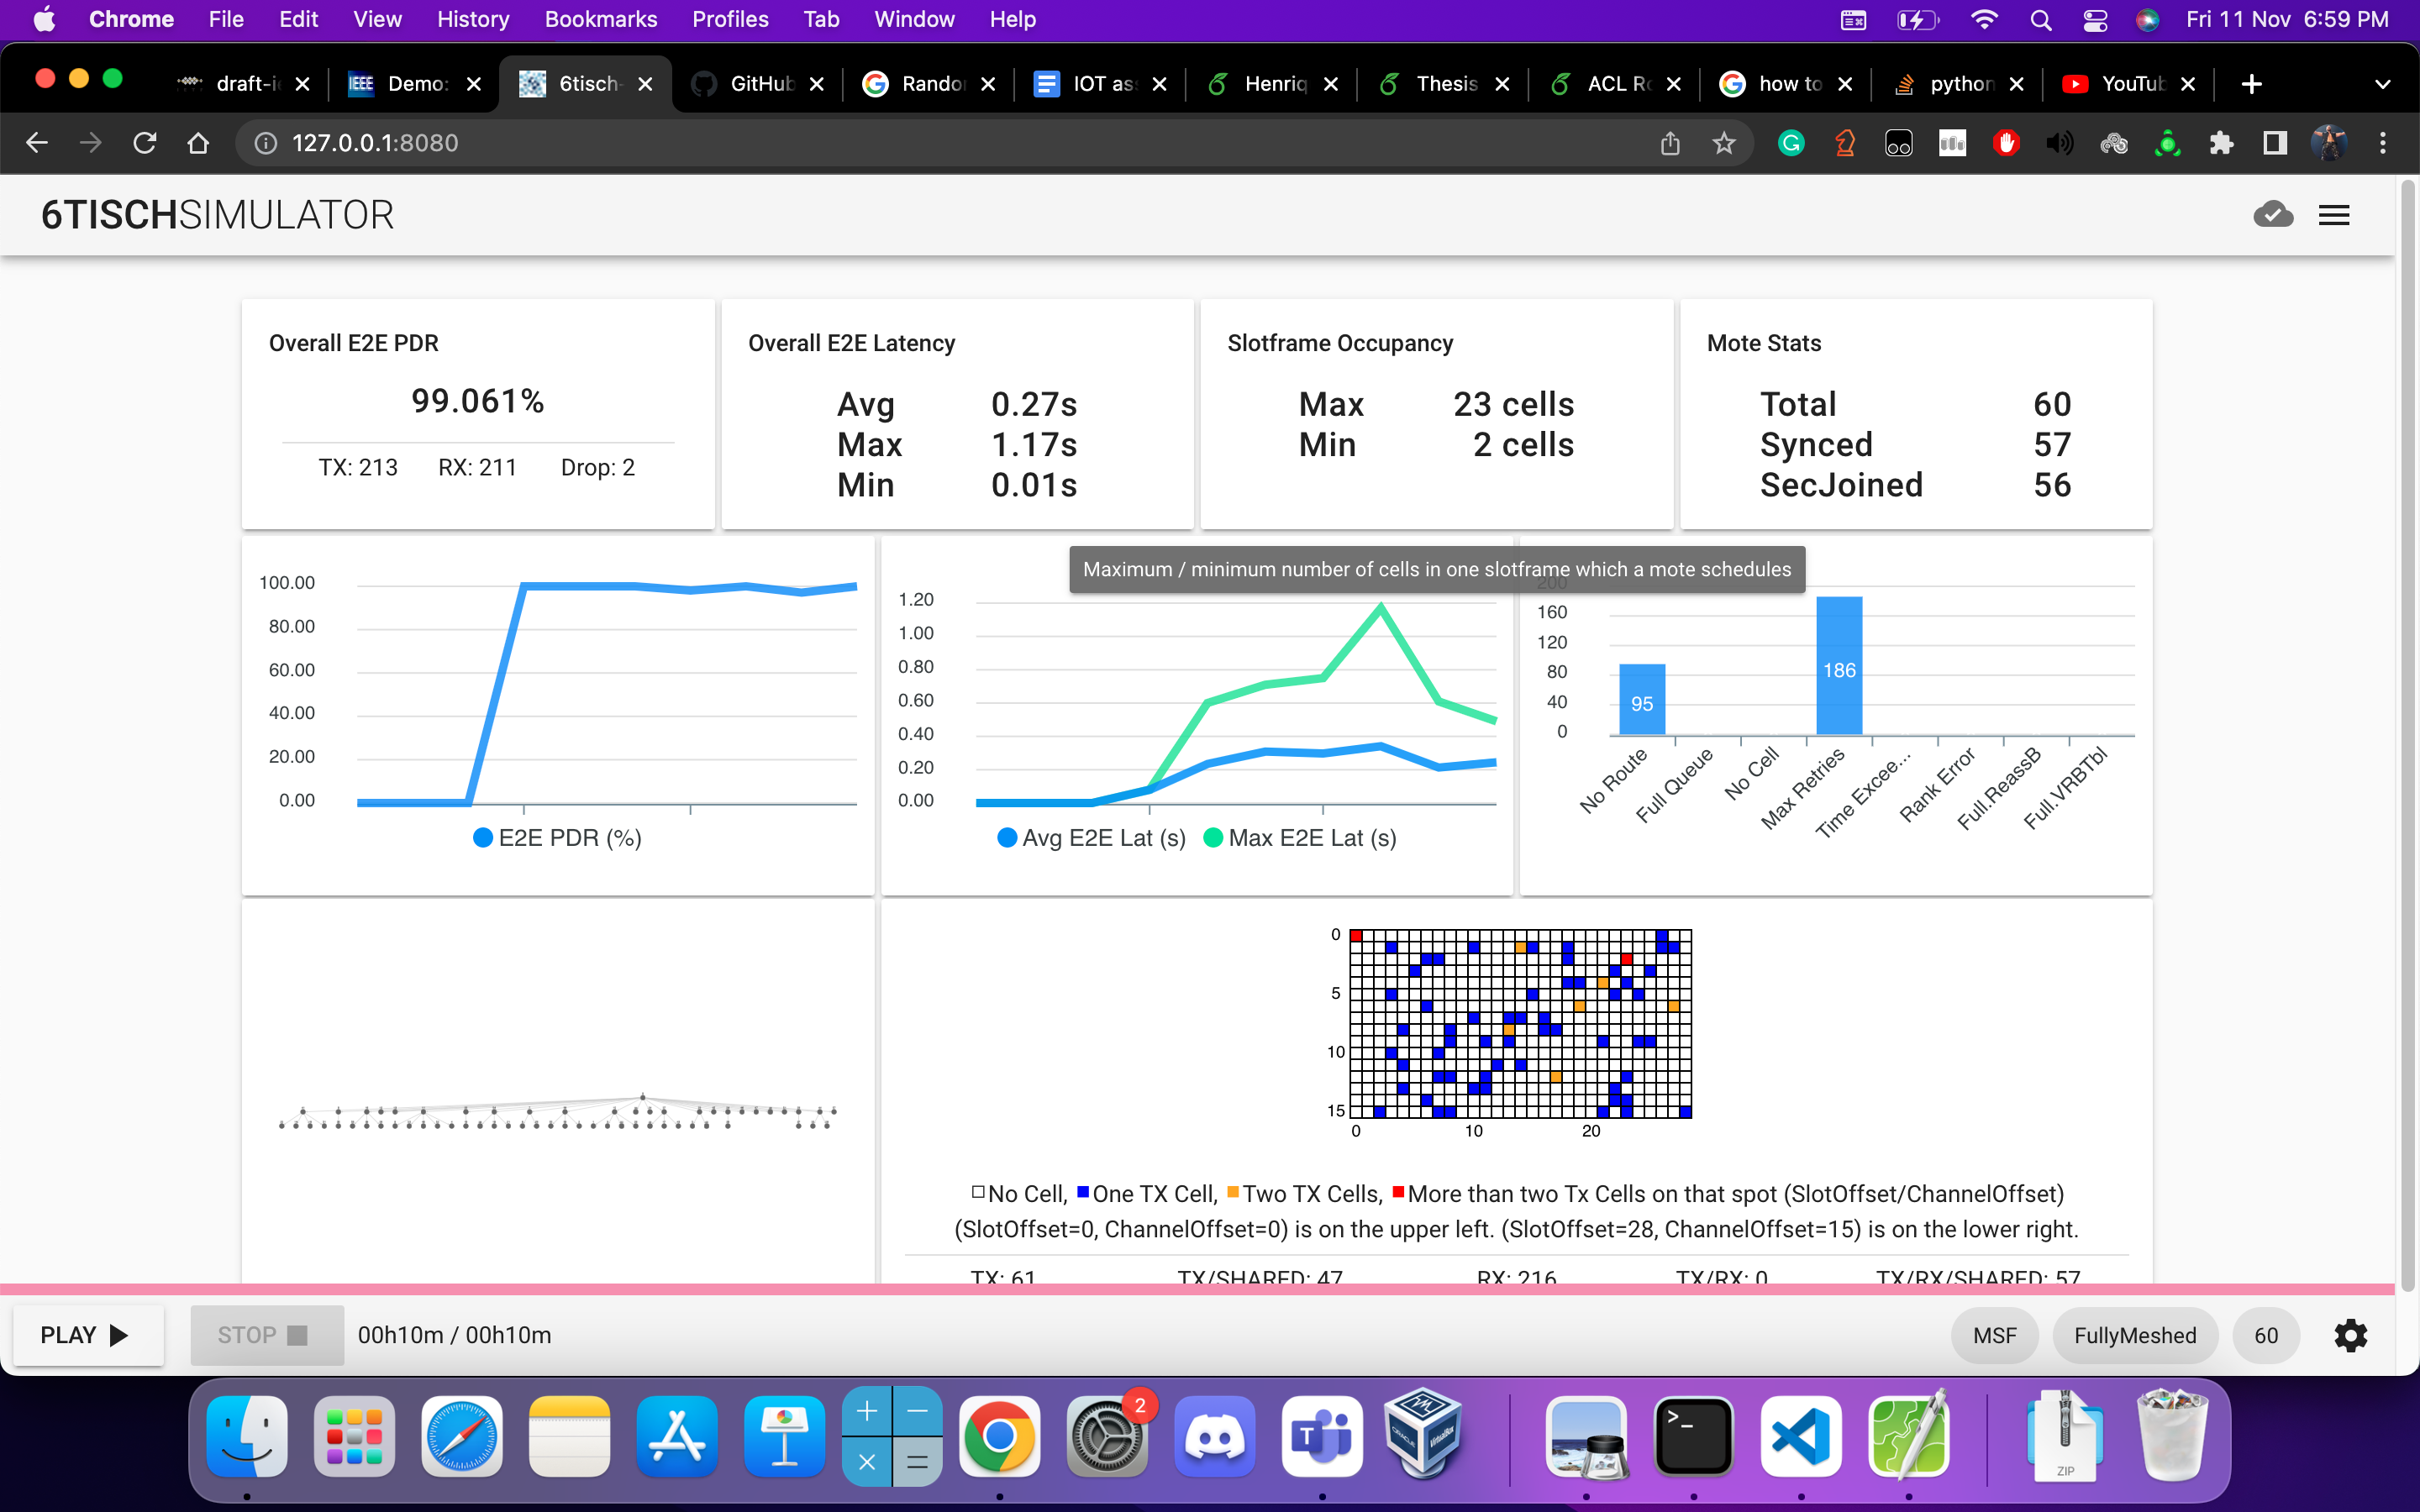 Chrome File Edit View History Bookmarks Profiles Tab Window Help Fri 11 Nov 6:59 PM
draft-i IEEE Demo: 6tisch- GitHub Rando IOT as Henriq Thesis ACL Ro how to python YouTub
127.0.0.1:8080
6TISCHSIMULATOR
Overall E2E PDR
99.061%
TX: 213 RX: 211 Drop: 2
Overall E2E Latency
Avg 0.27s
Max 1.17s
Min 0.01s
Slotframe Occupancy
Max 23 cells
Min 2 cells
Mote Stats
Total 60
Synced 57
SecJoined 56
Maximum / minimum number of cells in one slotframe which a mote schedules
100.00
80.00
60.00
40.00
20.00
0.00
E2E PDR (%)
1.20
1.00
0.80
0.60
0.40
0.20
0.00
Avg E2E Lat (s) Max E2E Lat (s)
200
160
120
80
40
0
95
186
No Route
Full Queue
No Cell
Max Retries
Time Excee...
Rank Error
Full.ReassB
Full.VRBTbl
0
5
10
15
0 10 20
No Cell, One TX Cell, Two TX Cells, More than two Tx Cells on that spot (SlotOffset/ChannelOffset)
(SlotOffset=0, ChannelOffset=0) is on the upper left. (SlotOffset=28, ChannelOffset=15) is on the lower right.
TX: 61 TX/SHARED: 47 RX: 216 TX/RX: 0 TX/RX/SHARED: 57
PLAY STOP 00h10m / 00h10m MSF FullyMeshed 60
2
ZIP